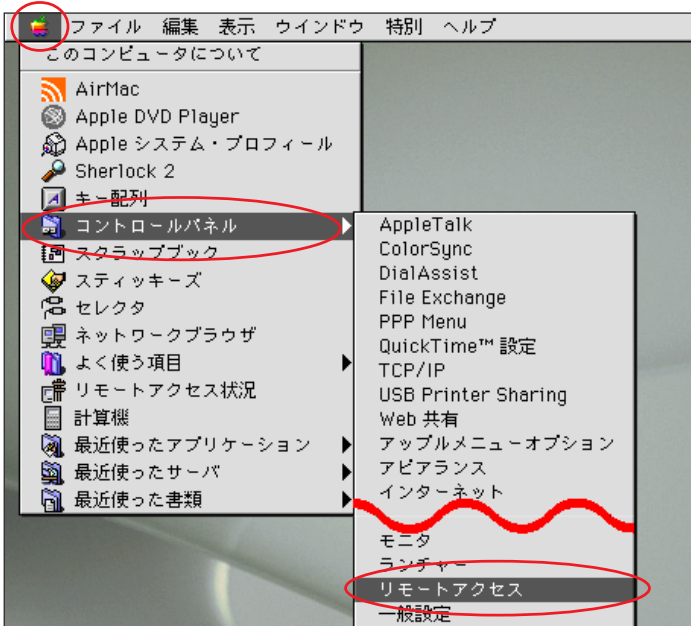 ファイル 編集 表示 ウインドウ 特別 ヘルプ
このコンピュータについて
AirMac
Apple DVD Player
Apple システム・プロフィール
Sherlock 2
キー配列
コントロールパネル
スクラップブック
スティッキーズ
セレクタ
ネットワークブラウザ
よく使う項目
リモートアクセス状況
計算機
最近使ったアプリケーション
最近使ったサーバ
最近使った書類
AppleTalk
ColorSync
DialAssist
File Exchange
PPP Menu
QuickTime™ 設定
TCP/IP
USB Printer Sharing
Web 共有
アップルメニューオプション
アピアランス
インターネット
モニタ
ランチャー
リモートアクセス
一般設定